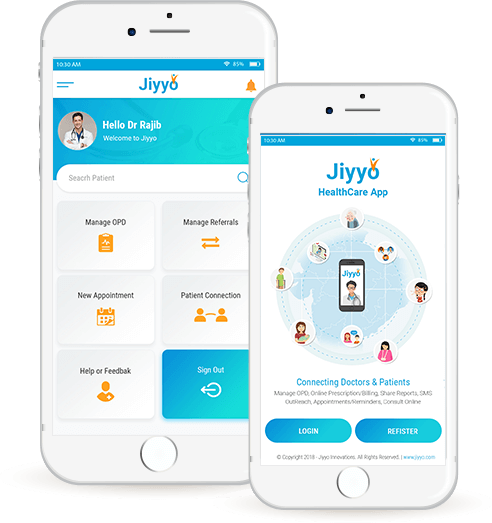 10:30 AM
85%
Jiyyo
Hello Dr Rajib
Welcome to Jiyyo
Search Patient
Manage OPD
Manage Referrals
New Appointment
Patient Connection
Help or Feedbak
Sign Out
10:30 AM
85%
Jiyyo
HealthCare App
Jiyyo
Connecting Doctors & Patients
Manage OPD, Online Prescription/Billing, Share Reports, SMS
OutReach, Appointments/Reminders, Consult Online
LOGIN
REFISTER
© Copyright 2018 - Jiyyo Innovations. All Rights Reserved. | www.jiyyo.com